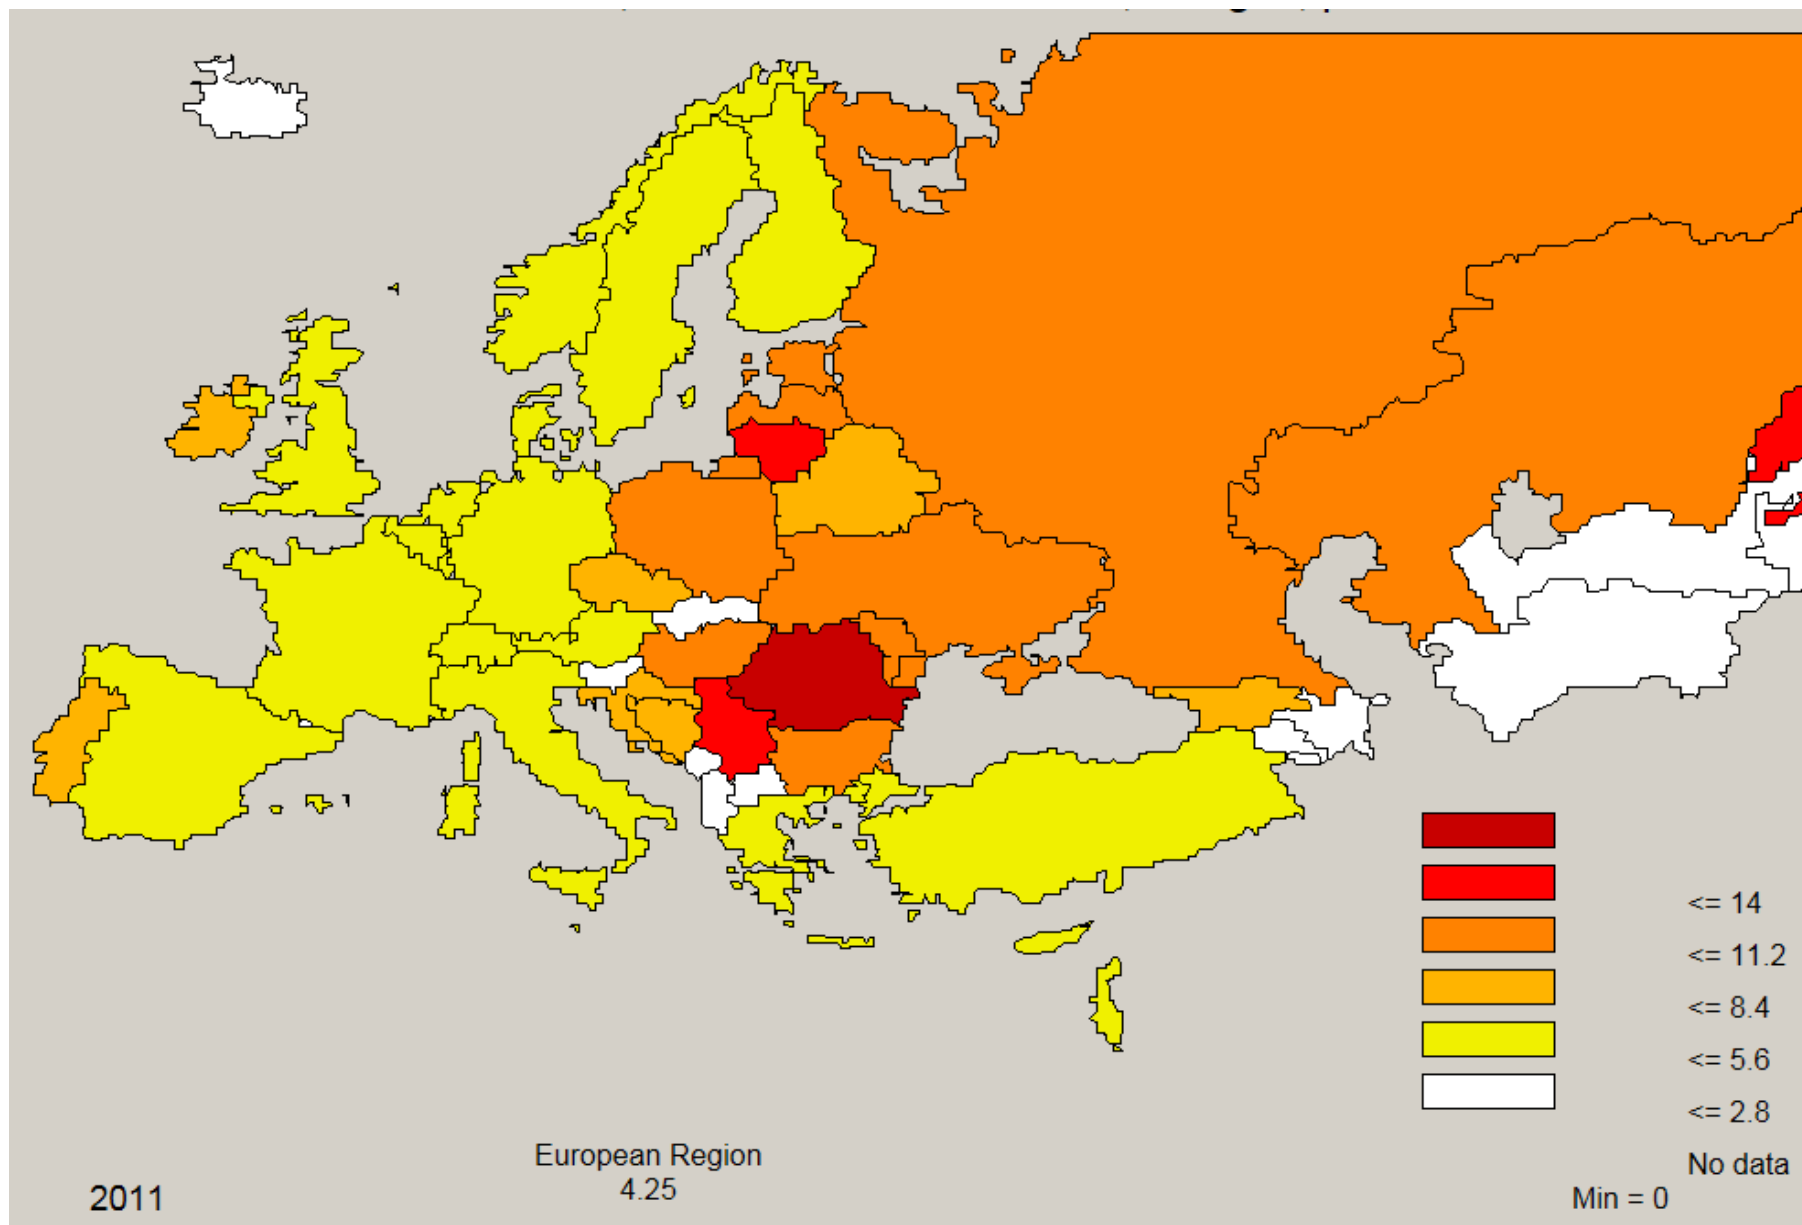 <= 14
<= 11.2
<= 8.4
<= 5.6
<= 2.8
No data
European Region
4.25
2011
Min = 0